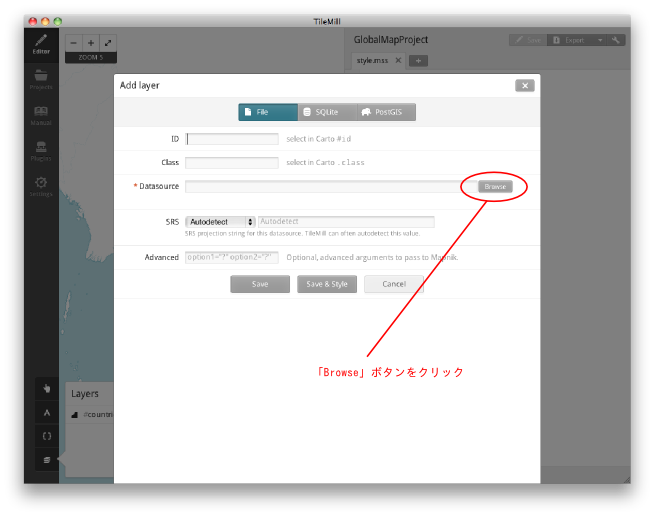 TileMill
Editor
Projects
Manual
Plugins
Settings
ZOOM 5
GlobalMapProject
Save
Export
style.mss
Add layer
File
SQLite
PostGIS
ID
select in Carto #id
Class
select in Carto .class
* Datasource
Browse
SRS
Autodetect
Autodetect
SRS projection string for this datasource. TileMill can often autodetect this value.
Advanced
option1="?" option2="?"
Optional, advanced arguments to pass to Mapnik.
Save
Save & Style
Cancel
「Browse」ボタンをクリック
Layers